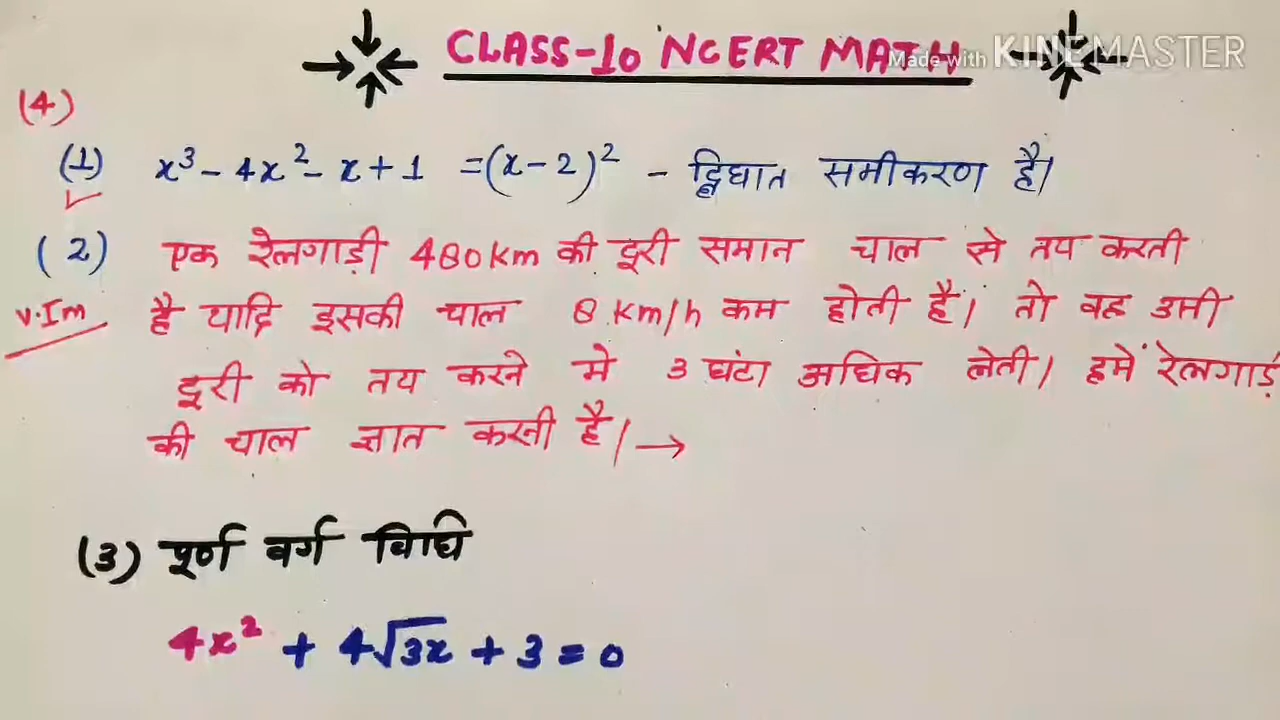 CLASS-10 NCERT MATH
Made with KINEMASTER
(4)
(1) x³ - 4x² - x + 1 = (x - 2)² - द्विघात समीकरण है।
(2) एक रेलगाड़ी 480 km की दूरी समान चाल से तय करती
V.Im है यदि इसकी चाल 8 km/h कम होती है। तो वह उसी
दूरी को तय करने मे 3 घंटा अधिक लेती। हमें रेलगाड़
की चाल ज्ञात करनी है। →
(3) पूर्ण वर्ग विधि
4x² + 4√3x + 3 = 0